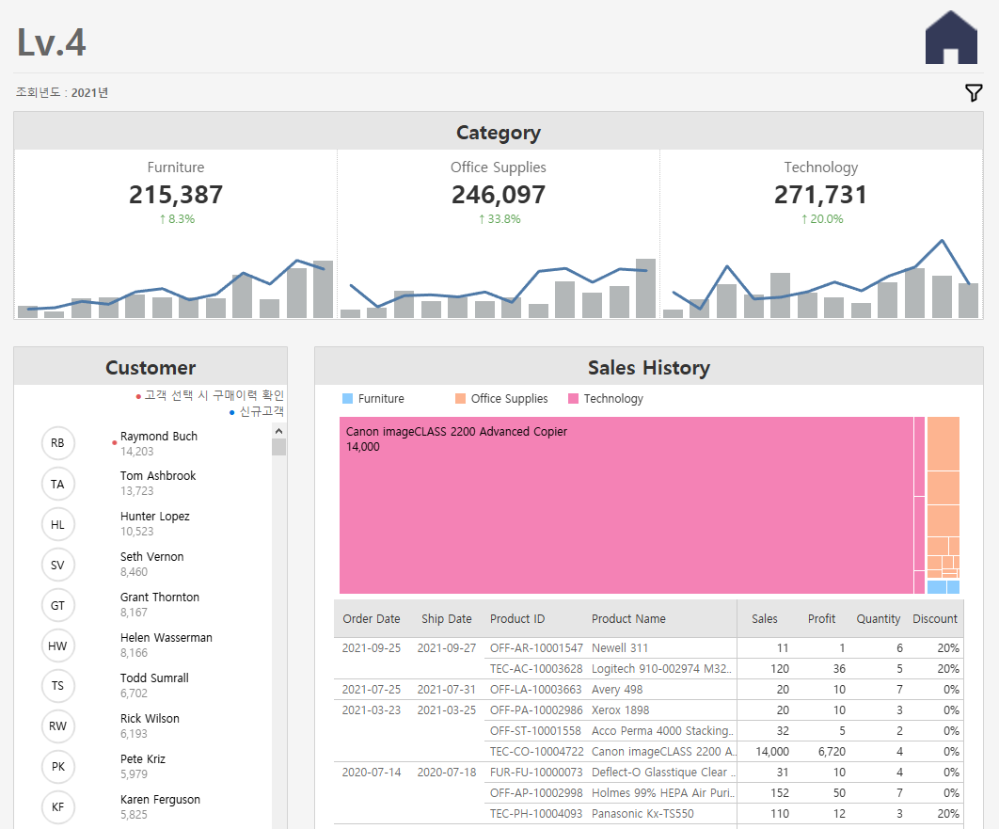 Lv.4
조회년도 : 2021년
Category
Furniture
215,387
↑ 8.3%
Office Supplies
246,097
↑ 33.8%
Technology
271,731
↑ 20.0%
Customer
● 고객 선택 시 구매이력 확인
● 신규고객
RB ● Raymond Buch
14,203
TA Tom Ashbrook
13,723
HL Hunter Lopez
10,523
SV Seth Vernon
8,460
GT Grant Thornton
8,167
HW Helen Wasserman
8,166
TS Todd Sumrall
6,702
RW Rick Wilson
6,193
PK Pete Kriz
5,979
KF Karen Ferguson
5,825
Sales History
Furniture Office Supplies Technology
Canon imageCLASS 2200 Advanced Copier
14,000
Order Date Ship Date Product ID Product Name Sales Profit Quantity Discount
2021-09-25 2021-09-27 OFF-AR-10001547 Newell 311 11 1 6 20%
TEC-AC-10003628 Logitech 910-002974 M32.. 120 36 5 20%
2021-07-25 2021-07-31 OFF-LA-10003663 Avery 498 20 10 7 0%
2021-03-23 2021-03-25 OFF-PA-10002986 Xerox 1898 20 10 3 0%
OFF-ST-10001558 Acco Perma 4000 Stacking.. 32 5 2 0%
TEC-CO-10004722 Canon imageCLASS 2200 A.. 14,000 6,720 4 0%
2020-07-14 2020-07-18 FUR-FU-10000073 Deflect-O Glasstique Clear .. 31 10 4 0%
OFF-AP-10002998 Holmes 99% HEPA Air Puri.. 152 50 7 0%
TEC-PH-10004093 Panasonic Kx-TS550 110 12 3 20%